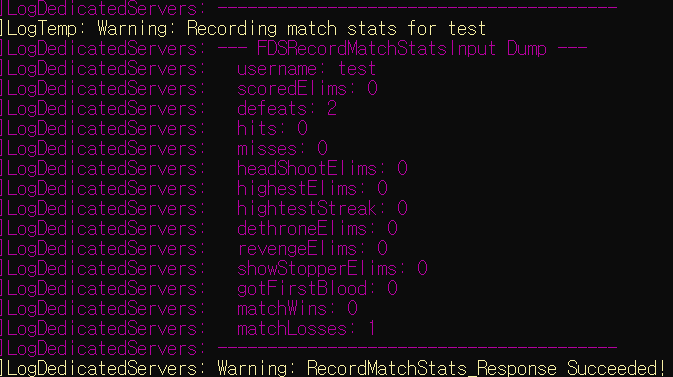 ]LogDedicatedServers: ----------------------------------------
]LogTemp: Warning: Recording match stats for test
]LogDedicatedServers: --- FDSRecordMatchStatsInput Dump ---
]LogDedicatedServers:   username: test
]LogDedicatedServers:   scoredElims: 0
]LogDedicatedServers:   defeats: 2
]LogDedicatedServers:   hits: 0
]LogDedicatedServers:   misses: 0
]LogDedicatedServers:   headShootElims: 0
]LogDedicatedServers:   highestElims: 0
]LogDedicatedServers:   hightestStreak: 0
]LogDedicatedServers:   dethroneElims: 0
]LogDedicatedServers:   revengeElims: 0
]LogDedicatedServers:   showStopperElims: 0
]LogDedicatedServers:   gotFirstBlood: 0
]LogDedicatedServers:   matchWins: 0
]LogDedicatedServers:   matchLosses: 1
]LogDedicatedServers: ----------------------------------------
]LogDedicatedServers: Warning: RecordMatchStats_Response Succeeded!